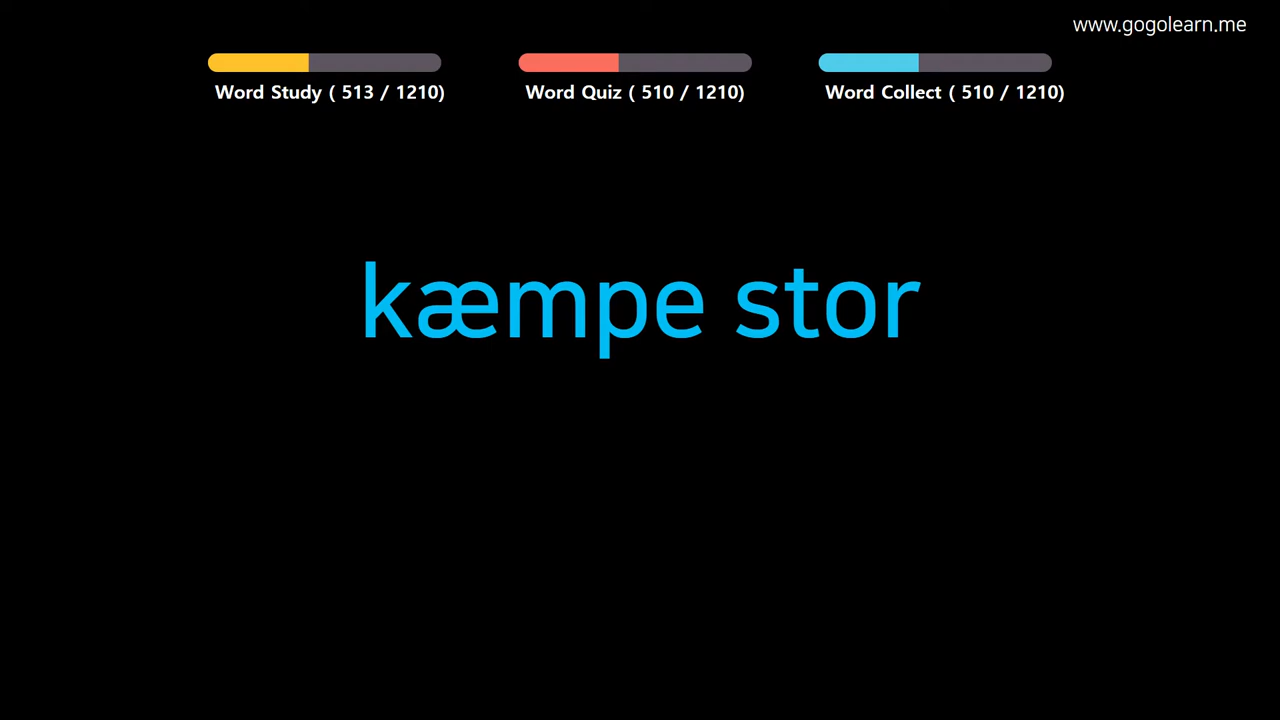 www.gogolearn.me
Word Study ( 513 / 1210)
Word Quiz ( 510 / 1210)
Word Collect ( 510 / 1210)
kæmpe stor